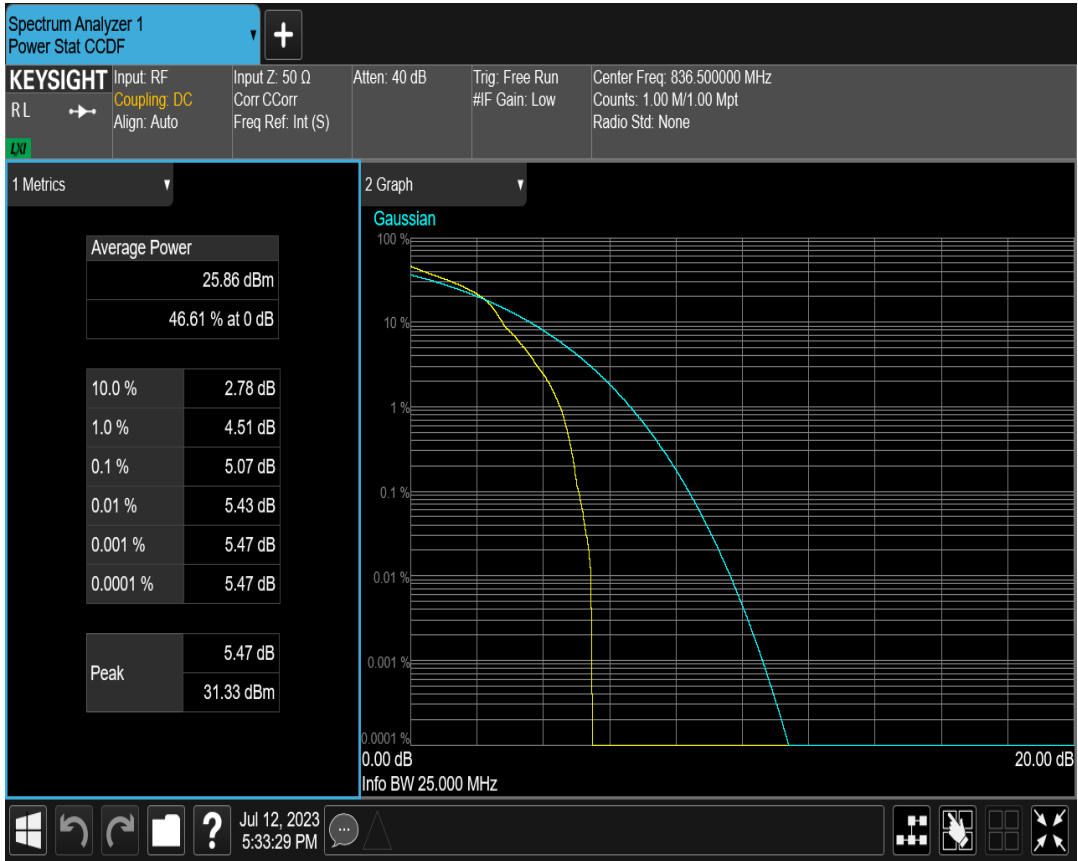 Spectrum Analyzer 1
Power Stat CCDF
KEYSIGHT
RL
LXI
Input: RF
Coupling: DC
Align: Auto
Input Z: 50 Ω
Corr CCorr
Freq Ref: Int (S)
Atten: 40 dB
Trig: Free Run
#IF Gain: Low
Center Freq: 836.500000 MHz
Counts: 1.00 M/1.00 Mpt
Radio Std: None
1 Metrics
Average Power
25.86 dBm
46.61 % at 0 dB
10.0 % 2.78 dB
1.0 % 4.51 dB
0.1 % 5.07 dB
0.01 % 5.43 dB
0.001 % 5.47 dB
0.0001 % 5.47 dB
Peak
5.47 dB
31.33 dBm
2 Graph
Gaussian
100 %
10 %
1 %
0.1 %
0.01 %
0.001 %
0.0001 %
0.00 dB 20.00 dB
Info BW 25.000 MHz
?
Jul 12, 2023
5:33:29 PM